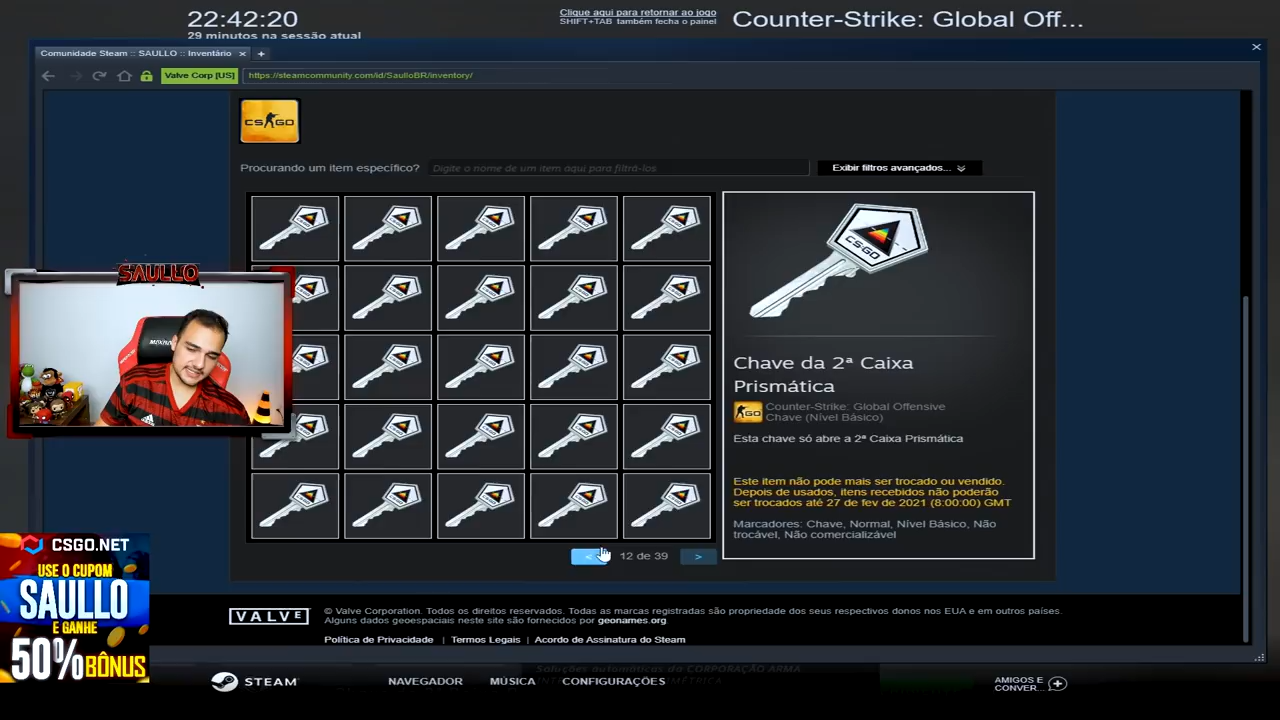 22:42:20
29 minutos na sessão atual
Clique aqui para retornar ao jogo
SHIFT+TAB também fecha o painel
Counter-Strike: Global Off...
Comunidade Steam :: SAULLO :: Inventário
Valve Corp [US]
https://steamcommunity.com/id/SaulloBR/inventory/
CS GO
Procurando um item específico?
Digite o nome de um item aqui para filtrá-los
Exibir filtros avançados...
CS:GO
Chave da 2ª Caixa
Prismática
Counter-Strike: Global Offensive
Chave (Nível Básico)
Esta chave só abre a 2ª Caixa Prismática
Este item não pode mais ser trocado ou vendido.
Depois de usados, itens recebidos não poderão
ser trocados até 27 de fev de 2021 (8:00:00) GMT
Marcadores: Chave, Normal, Nível Básico, Não
trocável, Não comercializável
SAULLO
< 12 de 39 >
CSGO.NET
USE O CUPOM
SAULLO
E GANHE
50% BÔNUS
VALVE
© Valve Corporation. Todos os direitos reservados. Todas as marcas registradas são propriedade dos seus respectivos donos nos EUA e em outros países.
Alguns dados geoespaciais neste site são fornecidos por geonames.org.
Política de Privacidade | Termos Legais | Acordo de Assinatura do Steam
Soluções automáticas da CORPORAÇÃO ARMA
STEAM
NAVEGADOR
MÚSICA
CONFIGURAÇÕES
AMIGOS E
CONVER...